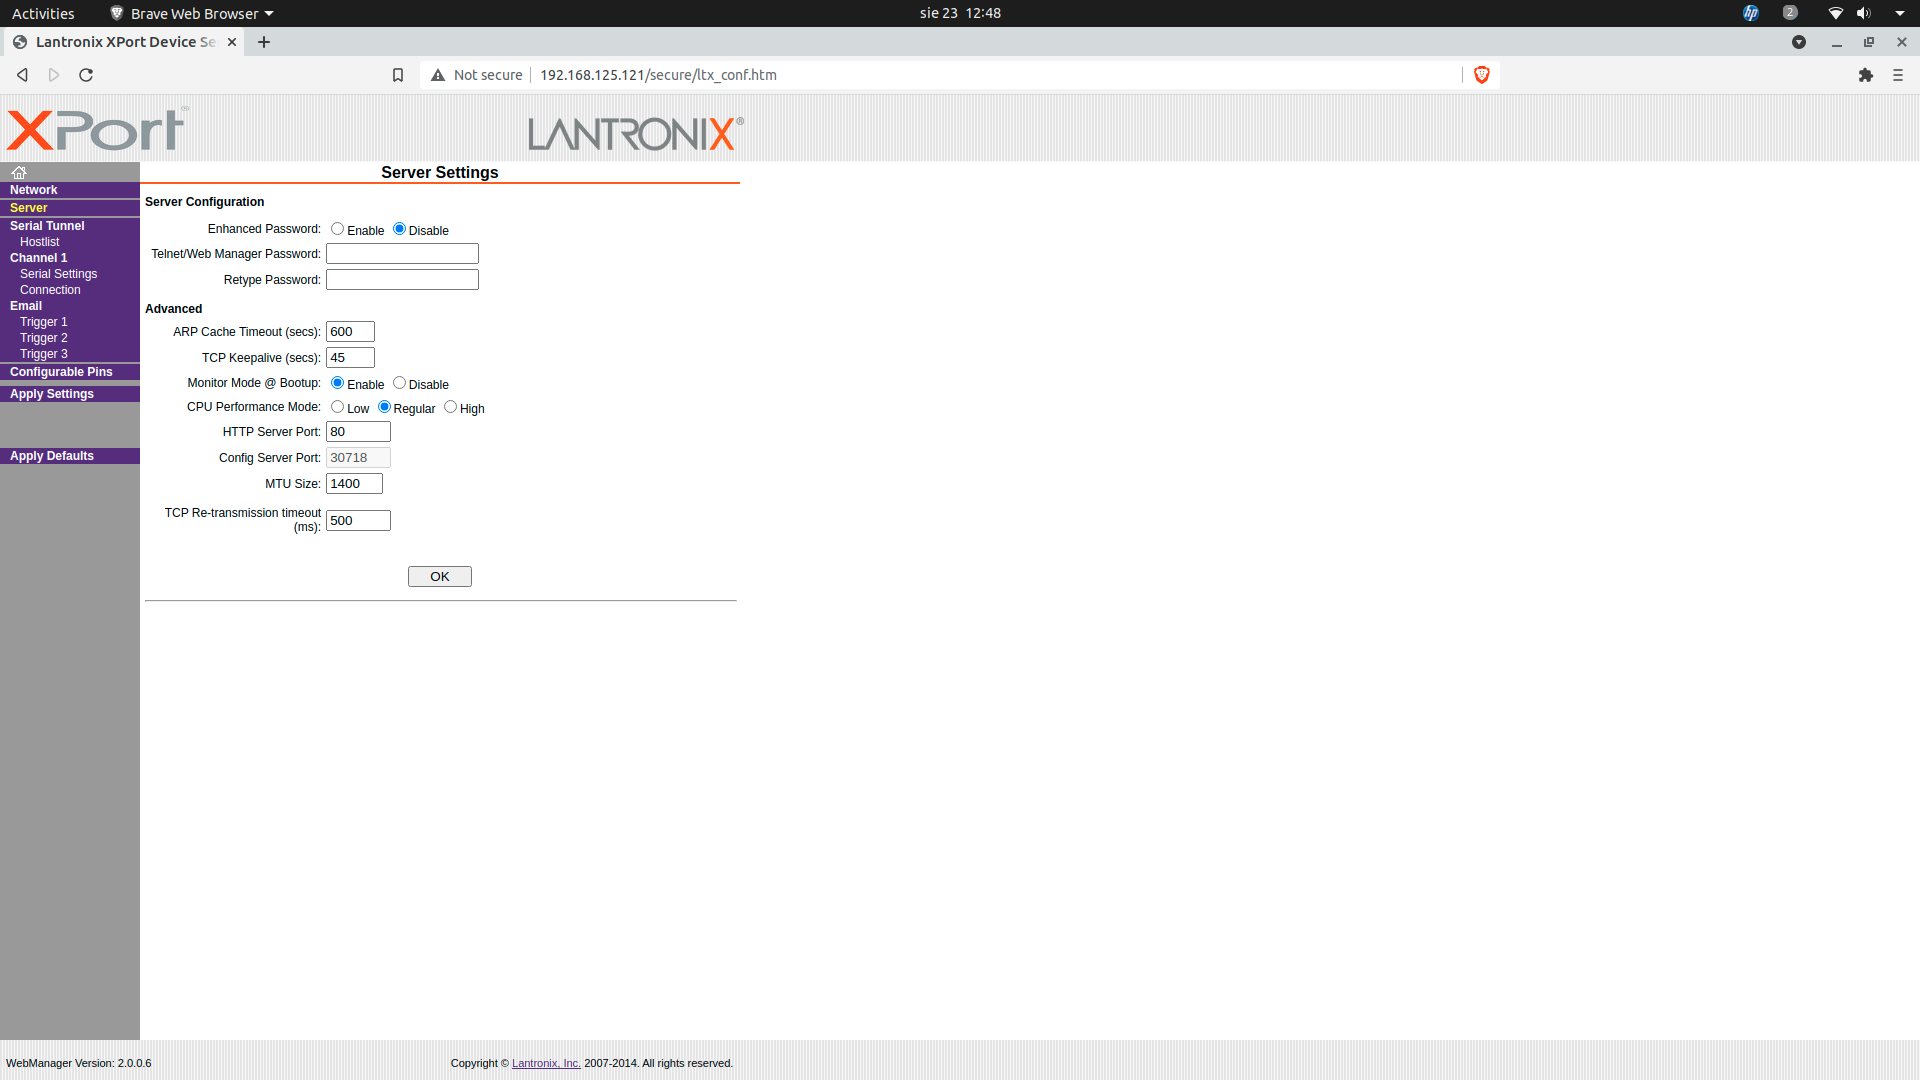 Activities Brave Web Browser sie 23 12:48 hp 2
Lantronix XPort Device Se
Not secure 192.168.125.121/secure/ltx_conf.htm
XPort LANTRONIX®
Server Settings
Network
Server
Serial Tunnel
Hostlist
Channel 1
Serial Settings
Connection
Email
Trigger 1
Trigger 2
Trigger 3
Configurable Pins
Apply Settings
Apply Defaults
Server Configuration
Enhanced Password: Enable Disable
Telnet/Web Manager Password:
Retype Password:
Advanced
ARP Cache Timeout (secs): 600
TCP Keepalive (secs): 45
Monitor Mode @ Bootup: Enable Disable
CPU Performance Mode: Low Regular High
HTTP Server Port: 80
Config Server Port: 30718
MTU Size: 1400
TCP Re-transmission timeout
(ms): 500
OK
WebManager Version: 2.0.0.6 Copyright © Lantronix, Inc. 2007-2014. All rights reserved.